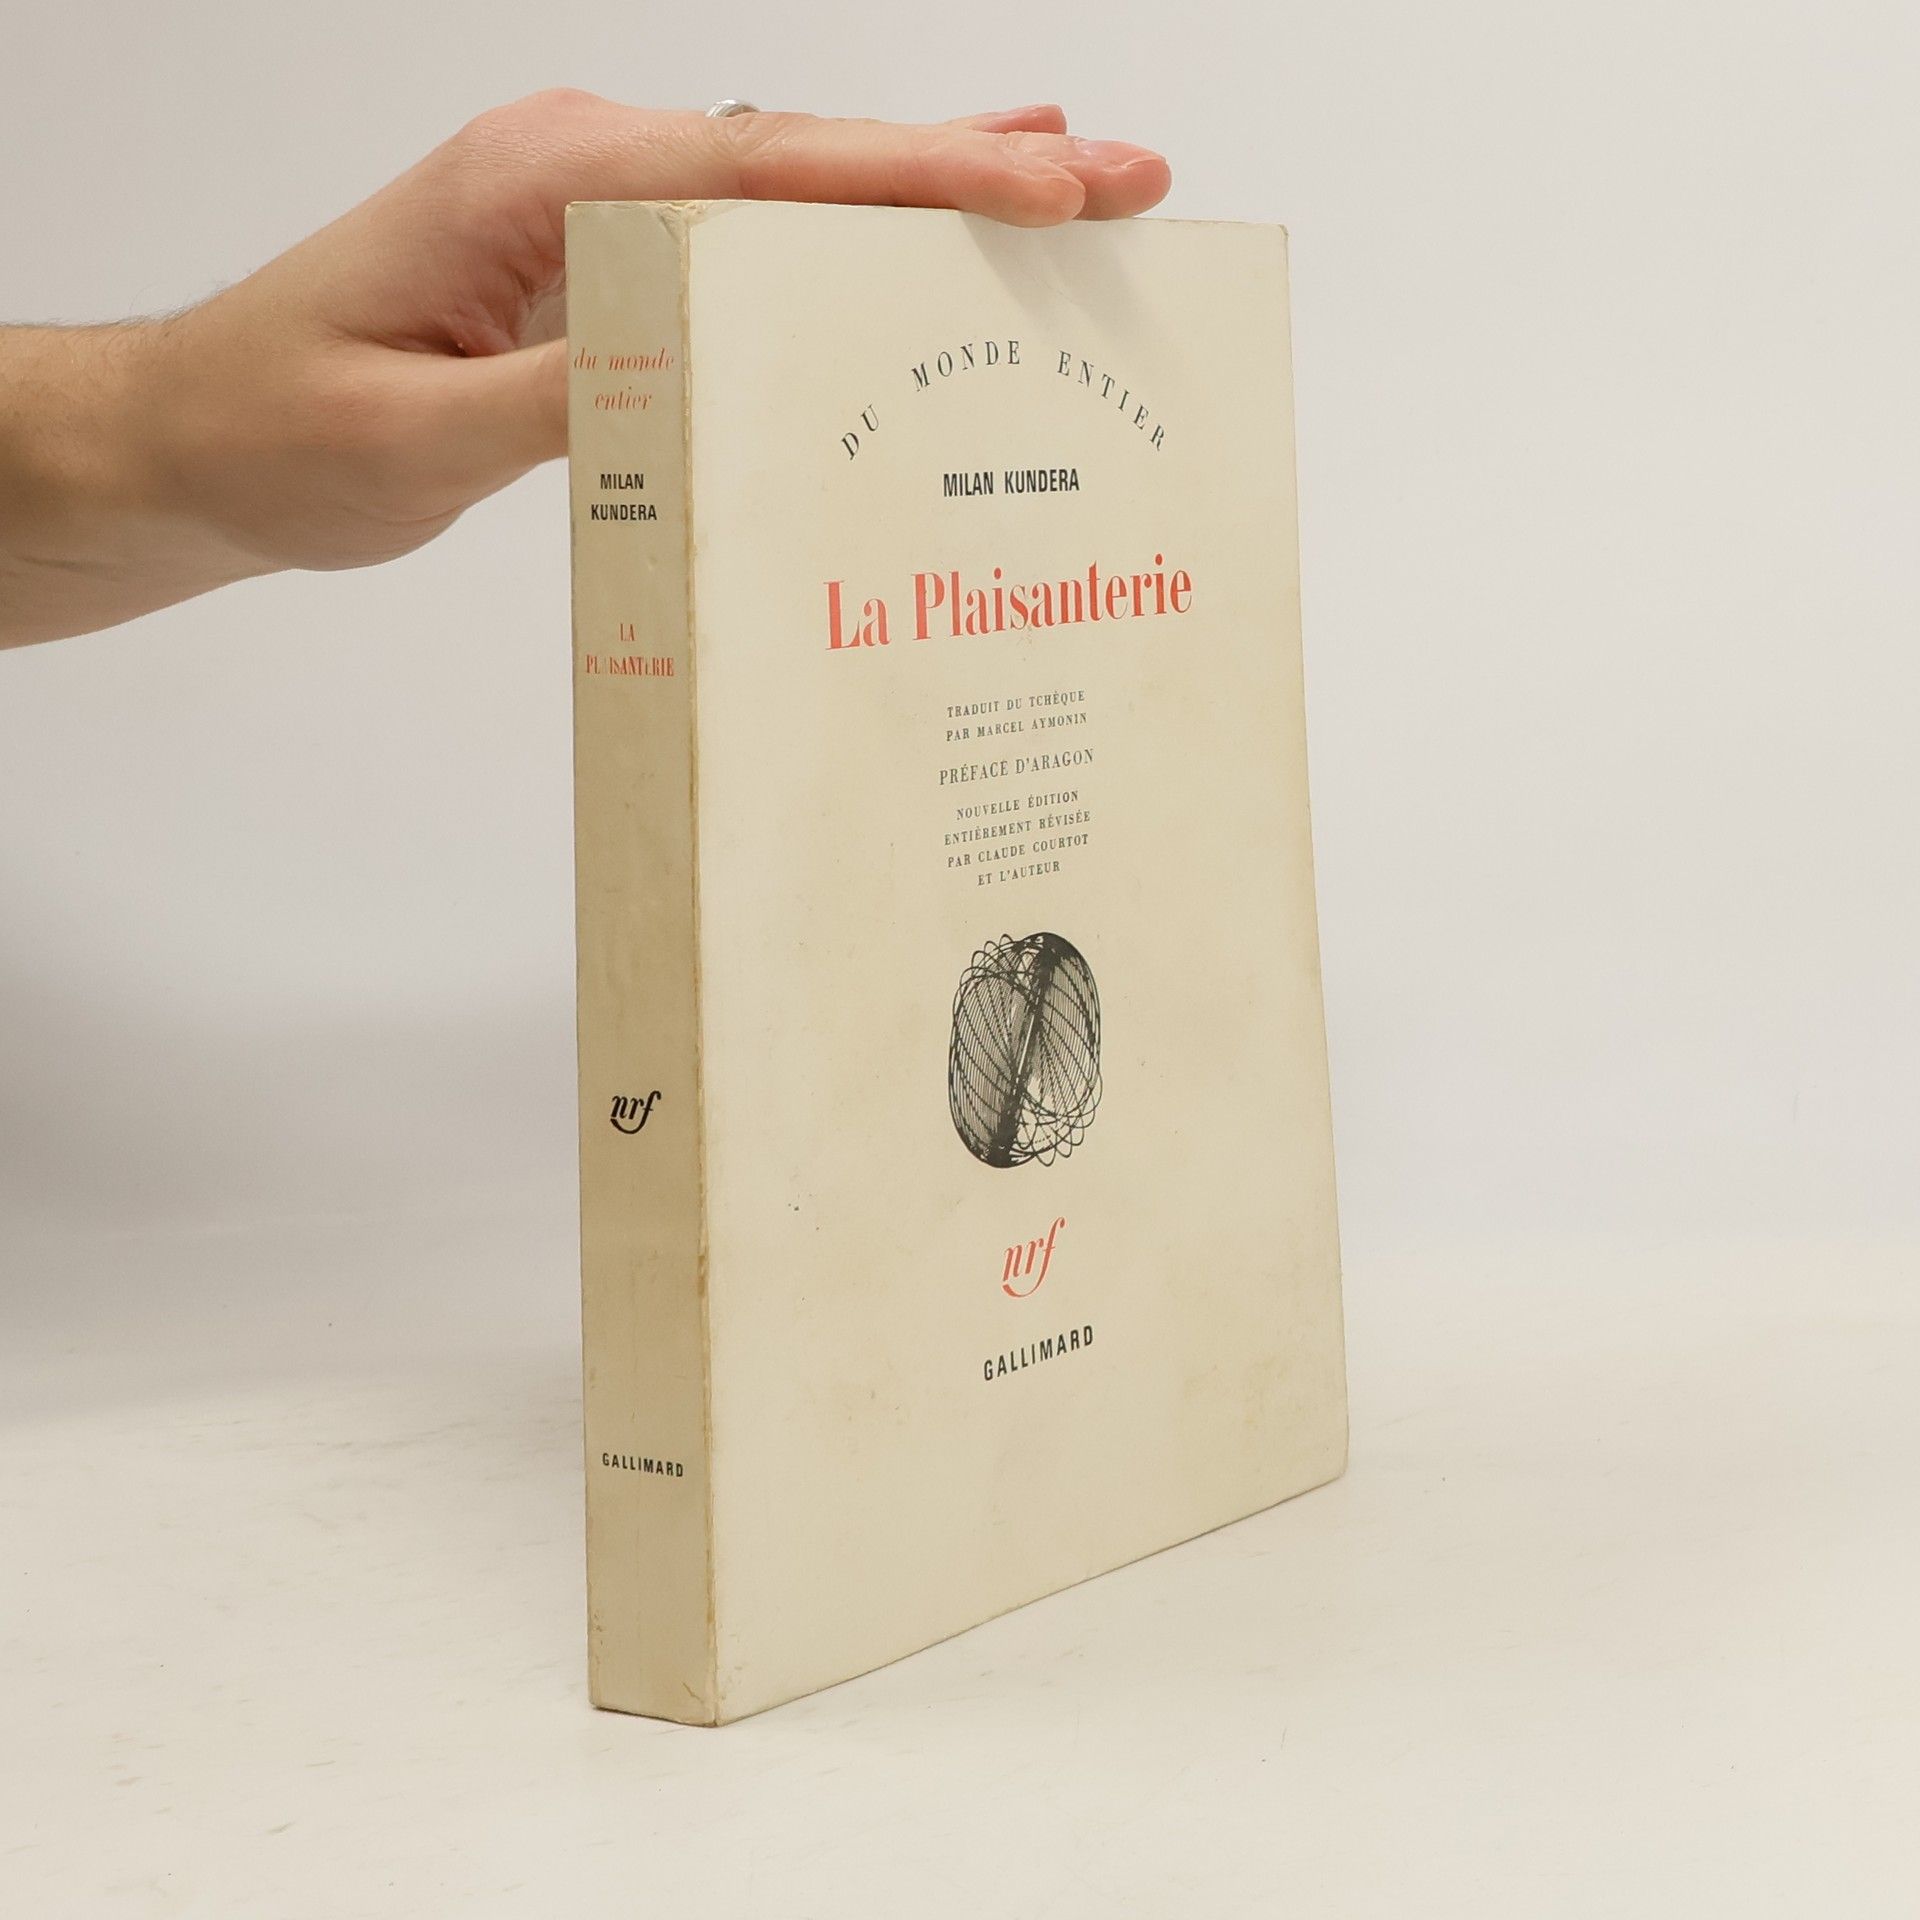 du monde
entier
MILAN
KUNDERA
LA
PLAISANTERIE
nrf
GALLIMARD
DU MONDE ENTIER
MILAN KUNDERA
La Plaisanterie
TRADUIT DU TCHÈQUE
PAR MARCEL AYMONIN
PRÉFACE D'ARAGON
NOUVELLE ÉDITION
ENTIÈREMENT RÉVISÉE
PAR CLAUDE COURTOT
ET L'AUTEUR
nrf
GALLIMARD